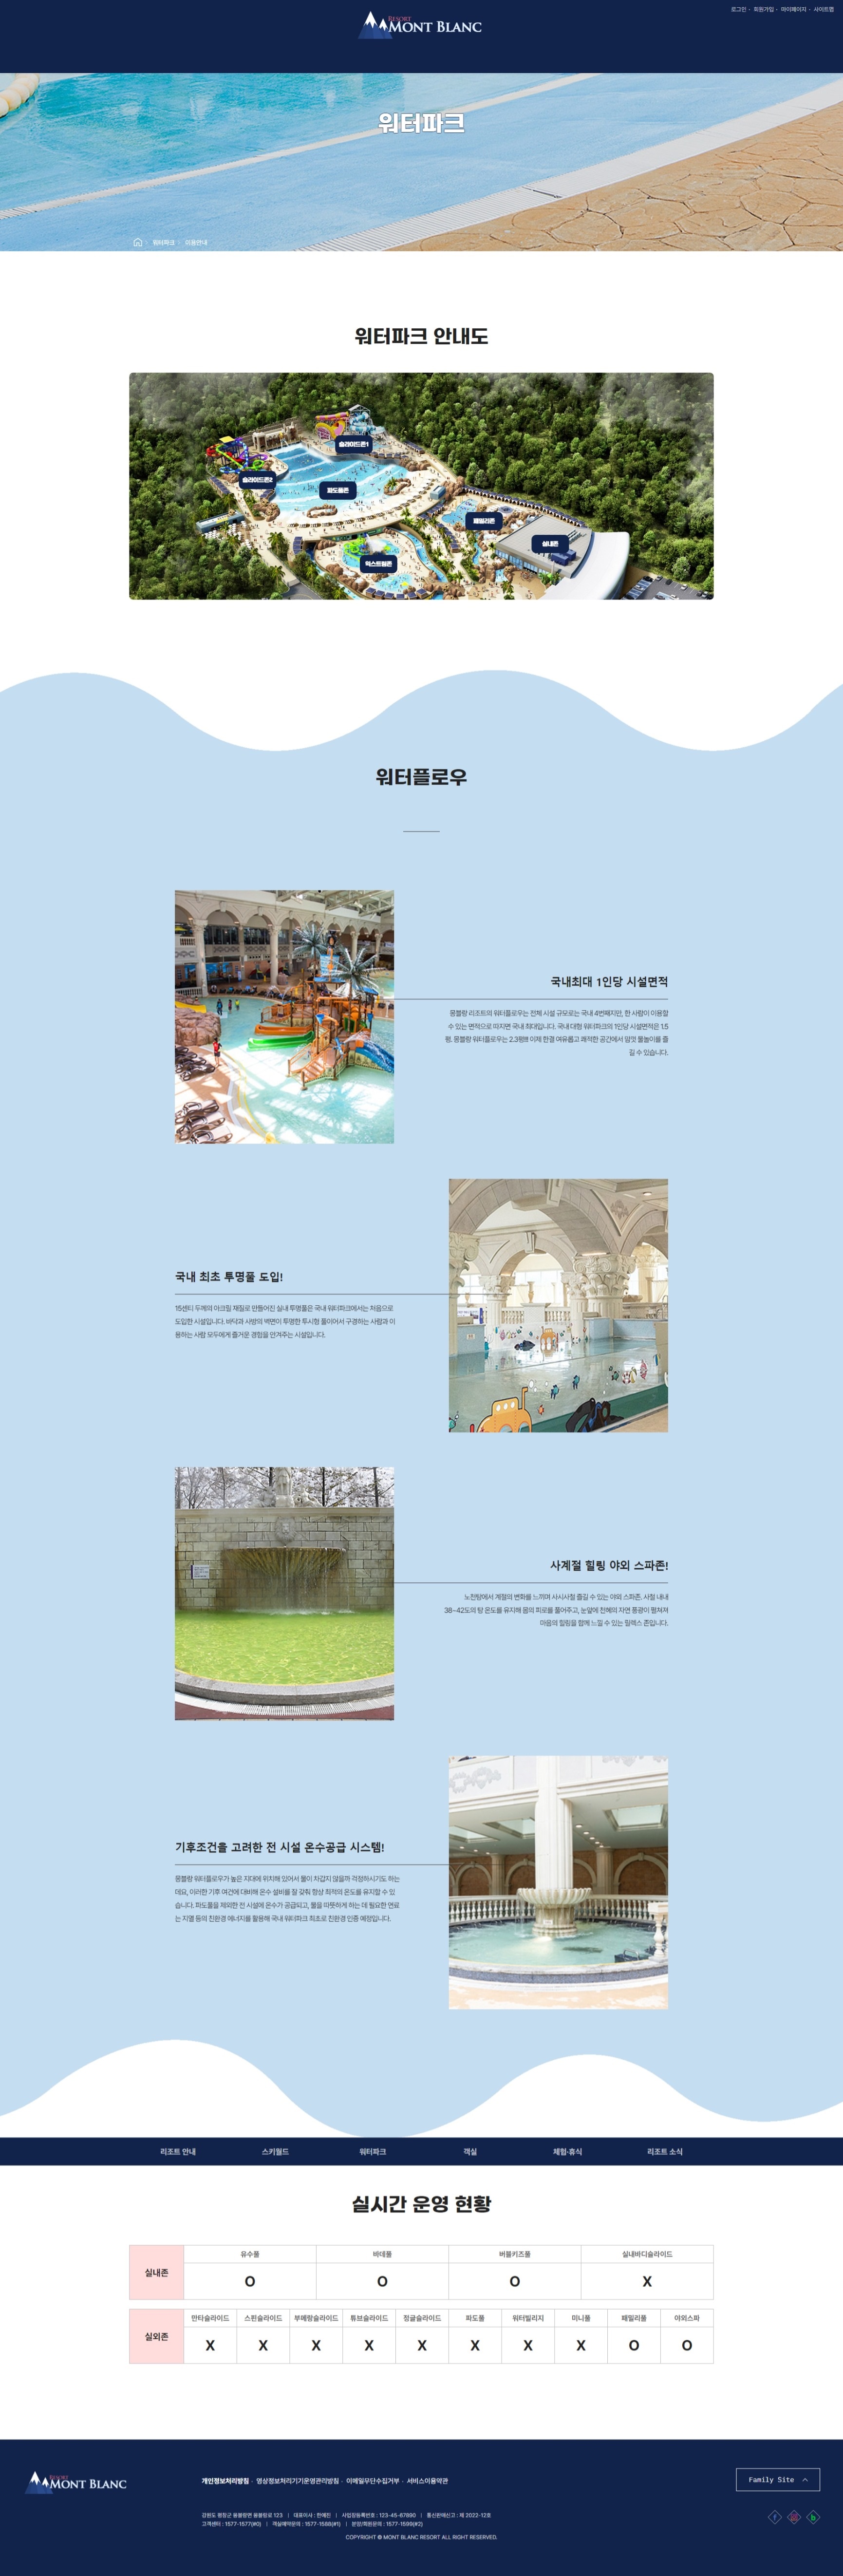 로그인 · 회원가입 · 마이페이지 · 사이트맵
RESORT
MONT BLANC
워터파크
워터파크 이용안내
워터파크 안내도
슬라이드존1
슬라이드존2
파도풀존
패밀리존
실내존
익스트림존
워터플로우
국내최대 1인당 시설면적
몽블랑 리조트의 워터플로우는 전체 시설 규모로는 국내 4번째지만, 한 사람이 이용할
수 있는 면적으로 따지면 국내 최대입니다. 국내 대형 워터파크의 1인당 시설면적은 1.5
평. 몽블랑 워터플로우는 2.3평!!! 이제 한결 여유롭고 쾌적한 공간에서 맘껏 물놀이를 즐
길 수 있습니다.
국내 최초 투명풀 도입!
15센티 두께의 아크릴 재질로 만들어진 실내 투명풀은 국내 워터파크에서는 처음으로
도입한 시설입니다. 바닥과 사방의 벽면이 투명한 투시형 풀이어서 구경하는 사람과 이
용하는 사람 모두에게 즐거운 경험을 안겨주는 시설입니다.
사계절 힐링 야외 스파존!
노천탕에서 계절의 변화를 느끼며 사시사철 즐길 수 있는 야외 스파존. 사철 내내
38~42도의 탕 온도를 유지해 몸의 피로를 풀어주고, 눈앞에 천혜의 자연 풍광이 펼쳐져
마음의 힐링을 함께 느낄 수 있는 릴렉스 존입니다.
기후조건을 고려한 전 시설 온수공급 시스템!
몽블랑 워터플로우가 높은 지대에 위치해 있어서 물이 차갑지 않을까 걱정하시기도 하는
데요, 이러한 기후 여건에 대비해 온수 설비를 잘 갖춰 항상 최적의 온도를 유지할 수 있
습니다. 파도풀을 제외한 전 시설에 온수가 공급되고, 물을 따뜻하게 하는 데 필요한 연료
는 지열 등의 친환경 에너지를 활용해 국내 워터파크 최초로 친환경 인증 예정입니다.
리조트 안내 스키월드 워터파크 객실 체험·휴식 리조트 소식
실시간 운영 현황
실내존
유수풀 바데풀 버블키즈풀 실내바디슬라이드
O O O X
실외존
만타슬라이드 스핀슬라이드 부메랑슬라이드 튜브슬라이드 정글슬라이드 파도풀 워터빌리지 미니풀 패밀리풀 야외스파
X X X X X X X X O O
RESORT
MONT BLANC
개인정보처리방침 · 영상정보처리기기운영관리방침 · 이메일무단수집거부 · 서비스이용약관
Family Site
강원도 평창군 몽블랑면 몽블랑로 123 | 대표이사 : 한예진 | 사업장등록번호 : 123-45-67890 | 통신판매신고 : 제 2022-12호
고객센터 : 1577-1577(#0) | 객실예약문의 : 1577-1588(#1) | 분양/회원문의 : 1577-1599(#2)
COPYRIGHT © MONT BLANC RESORT ALL RIGHT RESERVED.